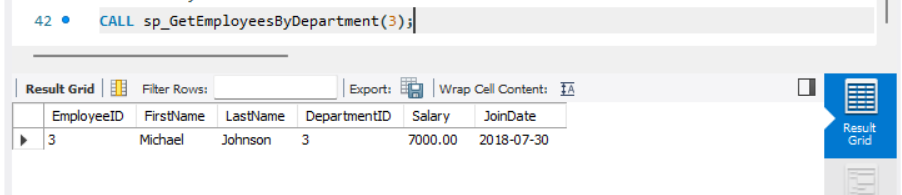 42 CALL sp_GetEmployeesByDepartment(3);
Result Grid Filter Rows: Export: Wrap Cell Content: IA
EmployeeID FirstName LastName DepartmentID Salary JoinDate
3 Michael Johnson 3 7000.00 2018-07-30
Result
Grid